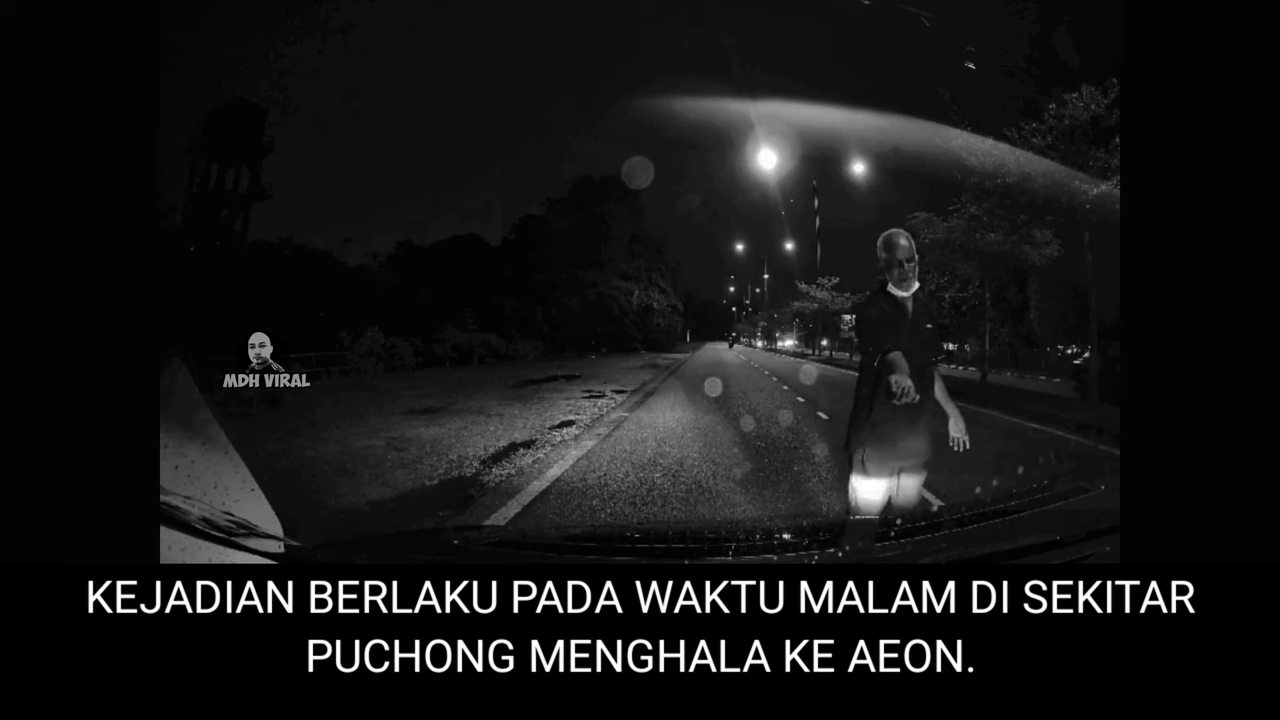 MDH VIRAL
KEJADIAN BERLAKU PADA WAKTU MALAM DI SEKITAR
PUCHONG MENGHALA KE AEON.